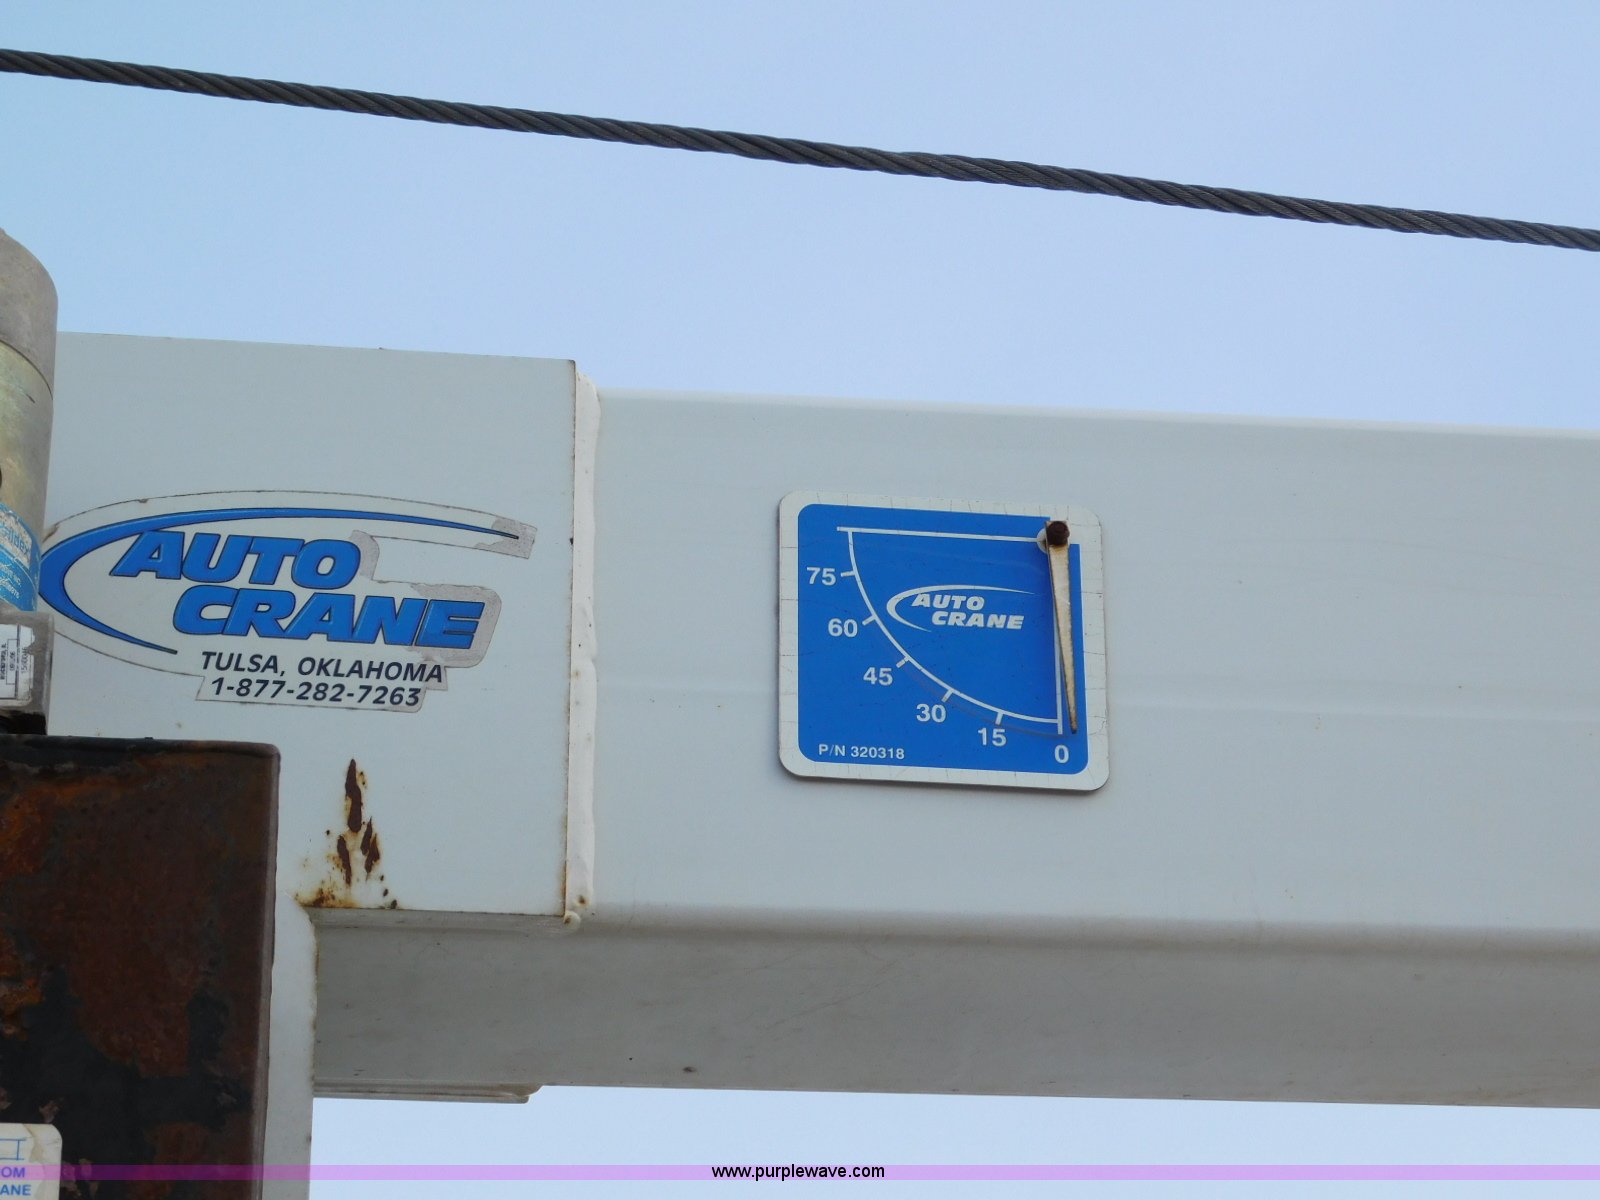 AUTO
CRANE
TULSA, OKLAHOMA
1-877-282-7263
75
60
45
30
15
0
AUTO
CRANE
P/N 320318
www.purplewave.com